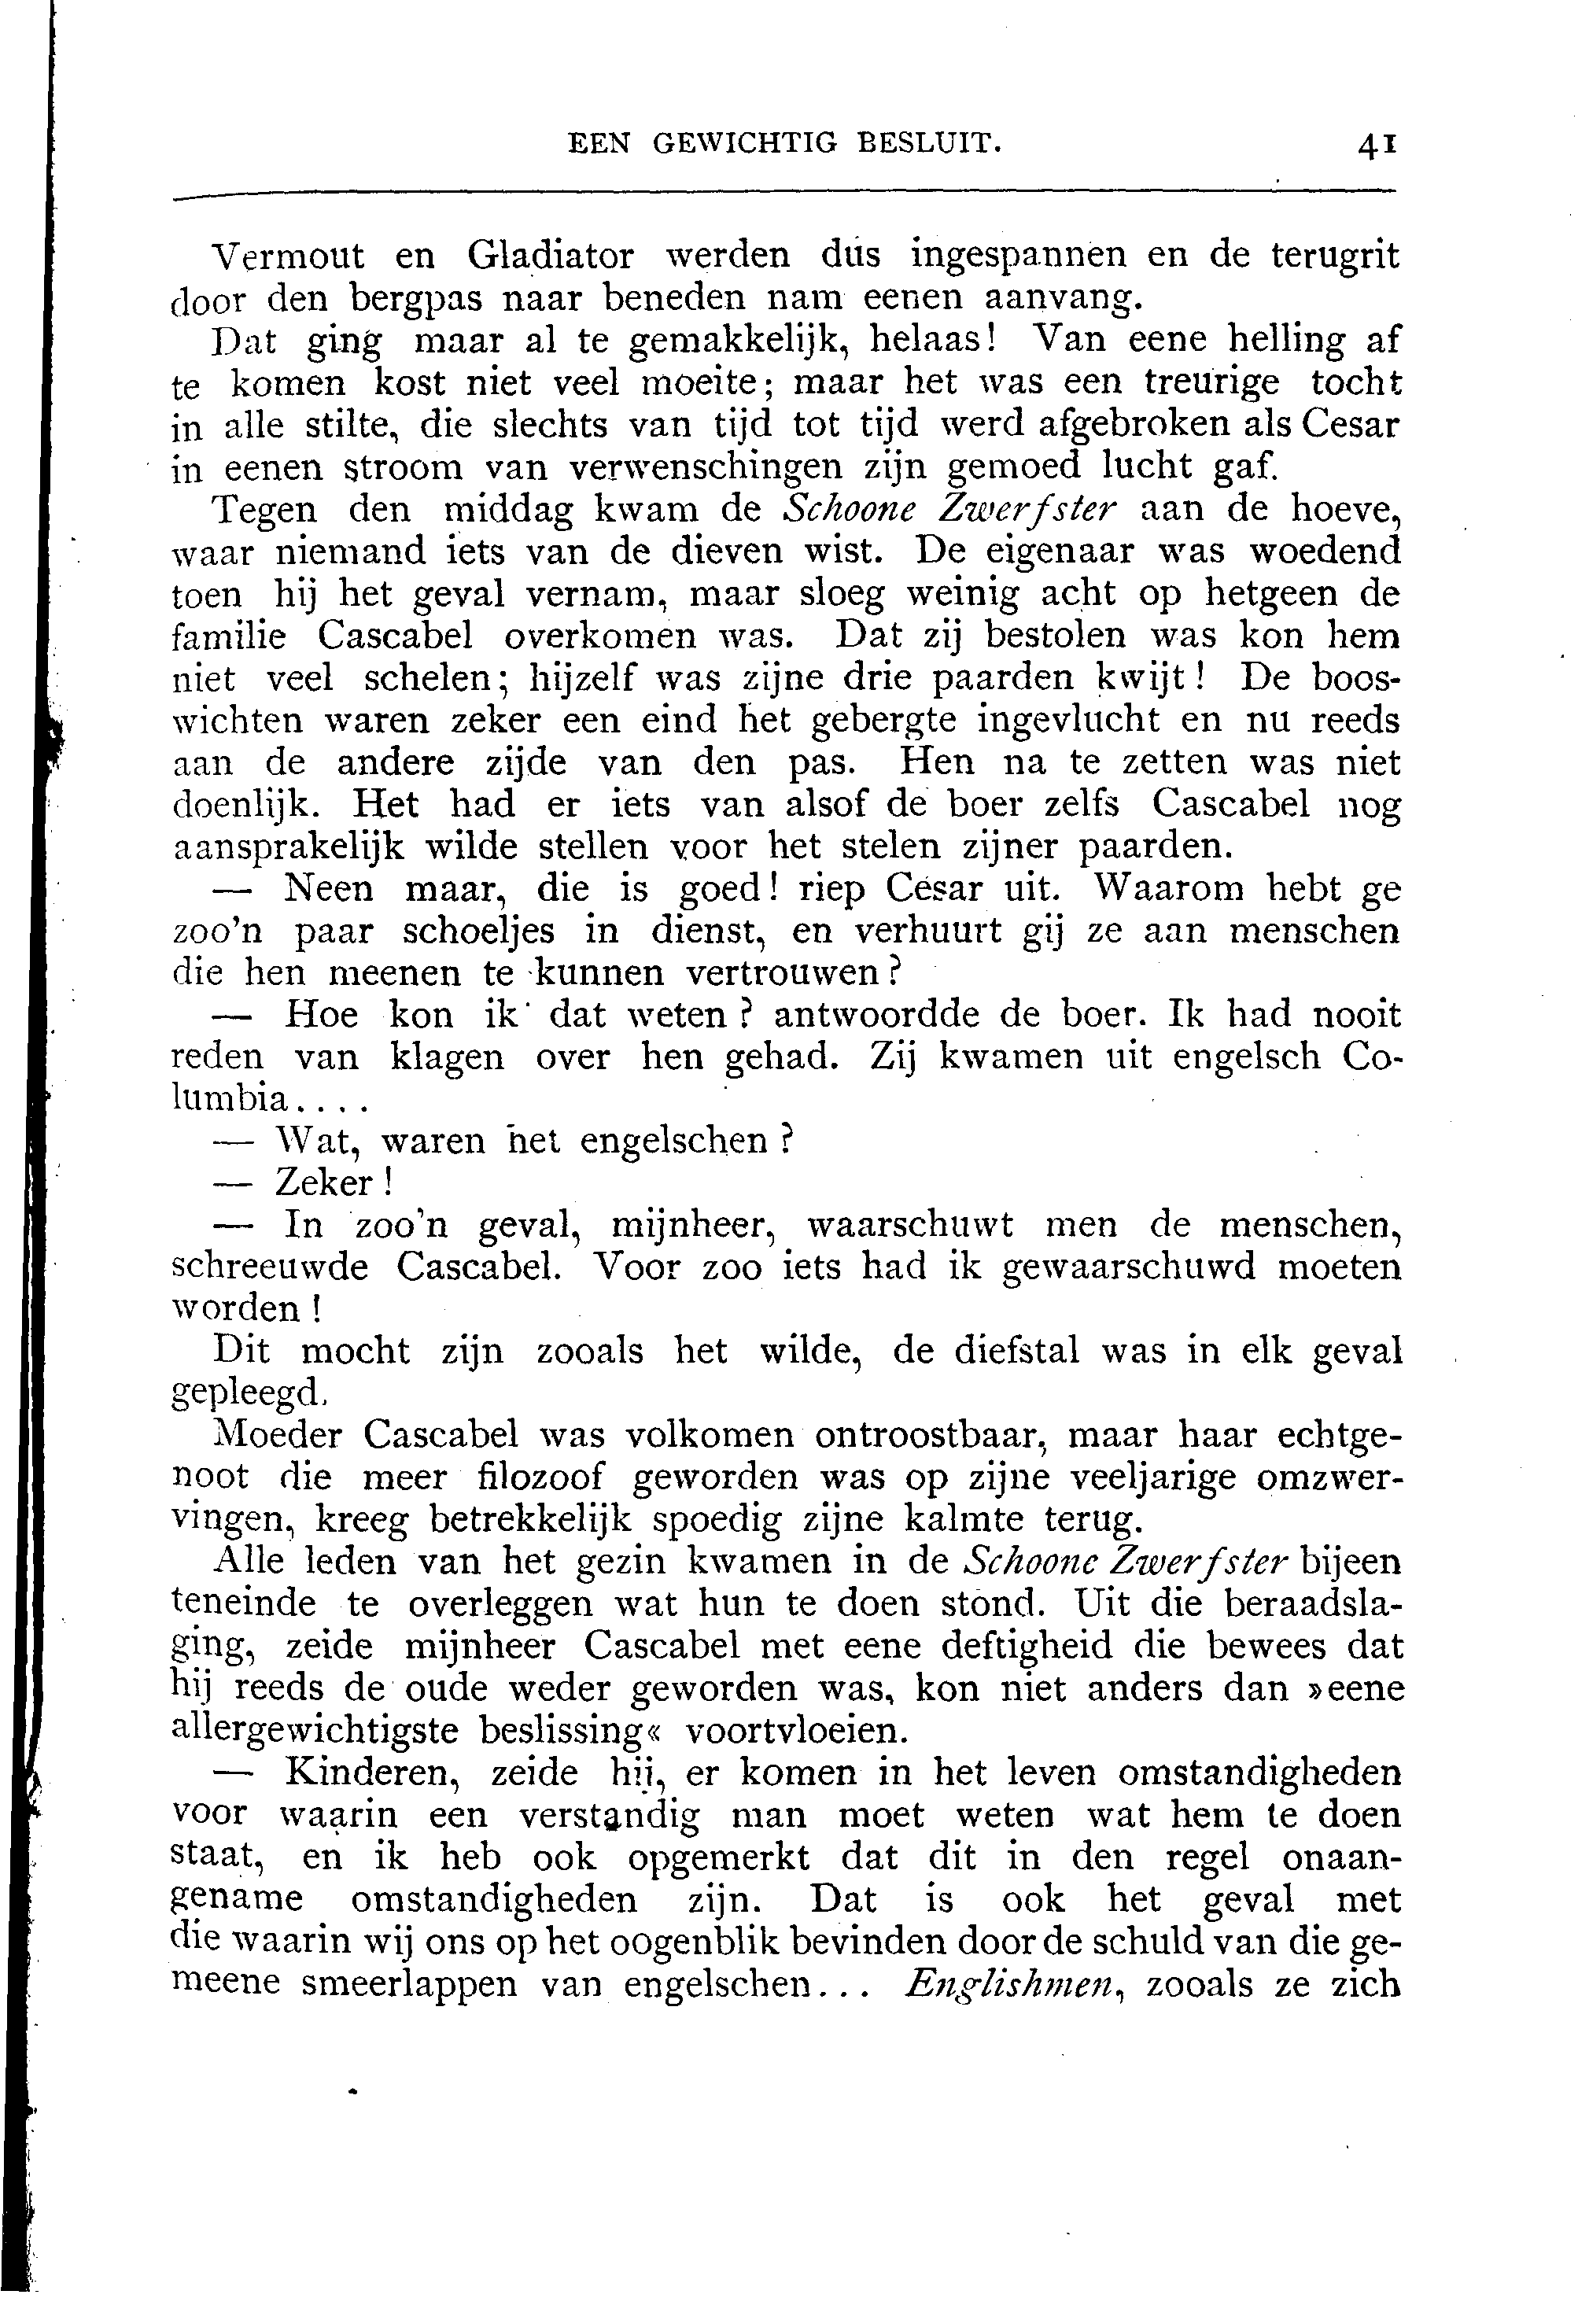 EEN GEWICHTIG BESLUIT. 41
Vermout en Gladiator werden dus ingespannen en de terugrit
door den bergpas naar beneden nam eenen aanvang.
Dat ging maar al te gemakkelijk, helaas! Van eene helling af
te komen kost niet veel moeite; maar het was een treurige tocht
in alle stilte, die slechts van tijd tot tijd werd afgebroken als Cesar
in eenen stroom van verwenschingen zijn gemoed lucht gaf.
Tegen den middag kwam de Schoone Zwerfster aan de hoeve,
waar niemand iets van de dieven wist. De eigenaar was woedend
toen hij het geval vernam, maar sloeg weinig acht op hetgeen de
familie Cascabel overkomen was. Dat zij bestolen was kon hem
niet veel schelen; hijzelf was zijne drie paarden kwijt! De boos-
wichten waren zeker een eind het gebergte ingevlucht en nu reeds
aan de andere zijde van den pas. Hen na te zetten was niet
doenlijk. Het had er iets van alsof de boer zelfs Cascabel nog
aansprakelijk wilde stellen voor het stelen zijner paarden.
— Neen maar, die is goed! riep Cesar uit. Waarom hebt ge
zoo'n paar schoeljes in dienst, en verhuurt gij ze aan menschen
die hen meenen te kunnen vertrouwen?
— Hoe kon ik dat weten? antwoordde de boer. Ik had nooit
reden van klagen over hen gehad. Zij kwamen uit engelsch Co-
lumbia....
— Wat, waren het engelschen?
— Zeker!
— In zoo'n geval, mijnheer, waarschuwt men de menschen,
schreeuwde Cascabel. Voor zoo iets had ik gewaarschuwd moeten
worden!
Dit mocht zijn zooals het wilde, de diefstal was in elk geval
gepleegd.
Moeder Cascabel was volkomen ontroostbaar, maar haar echtge-
noot die meer filozoof geworden was op zijne veeljarige omzwer-
vingen, kreeg betrekkelijk spoedig zijne kalmte terug.
Alle leden van het gezin kwamen in de Schoone Zwerfster bijeen
teneinde te overleggen wat hun te doen stond. Uit die beraadsla-
ging, zeide mijnheer Cascabel met eene deftigheid die bewees dat
hij reeds de oude weder geworden was, kon niet anders dan »eene
allergewichtigste beslissing« voortvloeien.
— Kinderen, zeide hij, er komen in het leven omstandigheden
voor waarin een verstandig man moet weten wat hem te doen
staat, en ik heb ook opgemerkt dat dit in den regel onaan-
gename omstandigheden zijn. Dat is ook het geval met
die waarin wij ons op het oogenblik bevinden door de schuld van die ge-
meene smeerlappen van engelschen... Englishmen, zooals ze zich